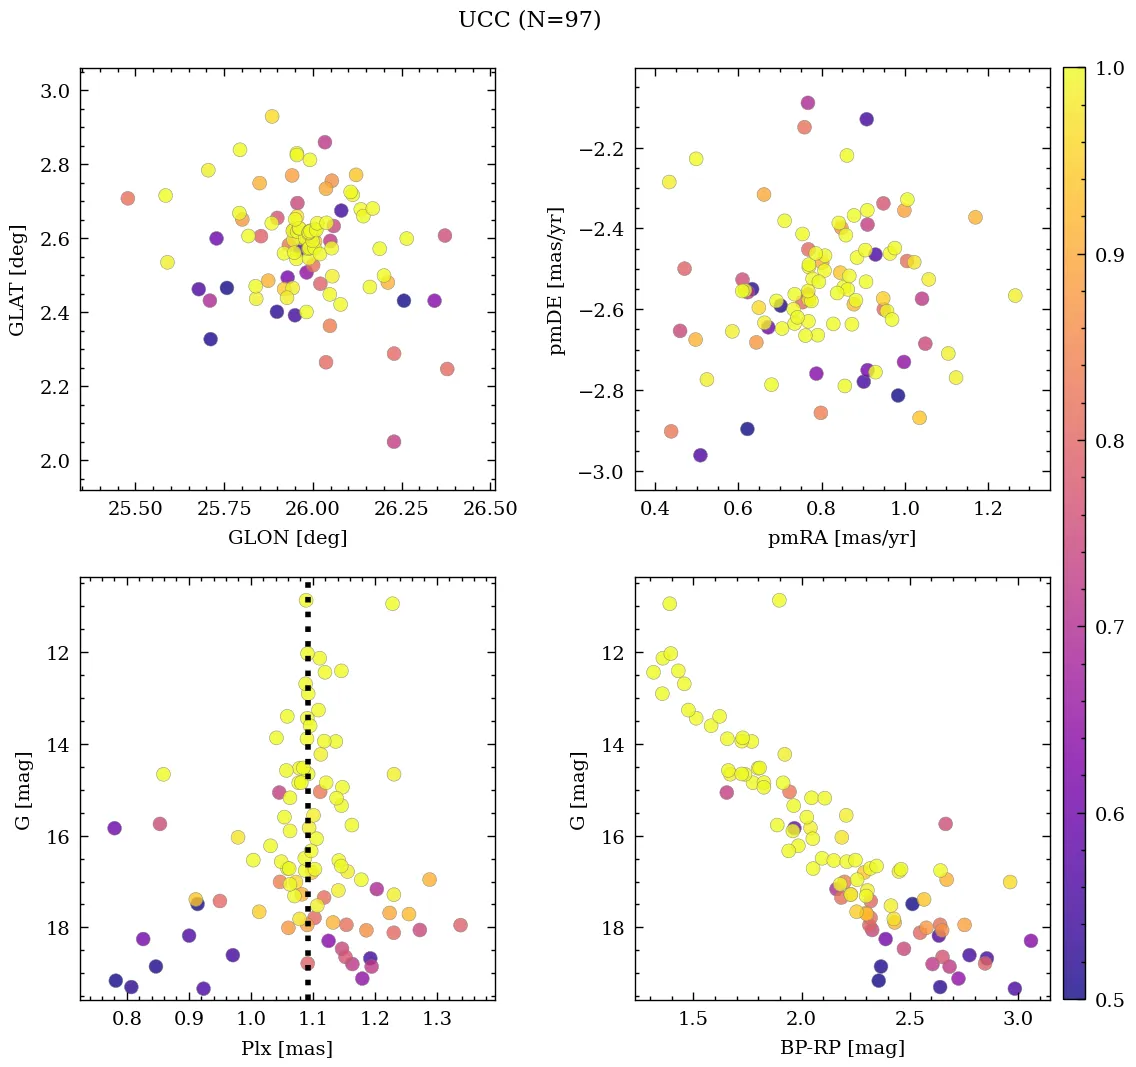 UCC (N=97)
3.0
2.8
2.6
2.4
2.2
2.0
GLAT [deg]
25.50 25.75 26.00 26.25 26.50
GLON [deg]
−2.2
−2.4
−2.6
−2.8
−3.0
pmDE [mas/yr]
0.4 0.6 0.8 1.0 1.2
pmRA [mas/yr]
12
14
16
18
G [mag]
0.8 0.9 1.0 1.1 1.2 1.3
Plx [mas]
12
14
16
18
G [mag]
1.5 2.0 2.5 3.0
BP-RP [mag]
1.0
0.9
0.8
0.7
0.6
0.5